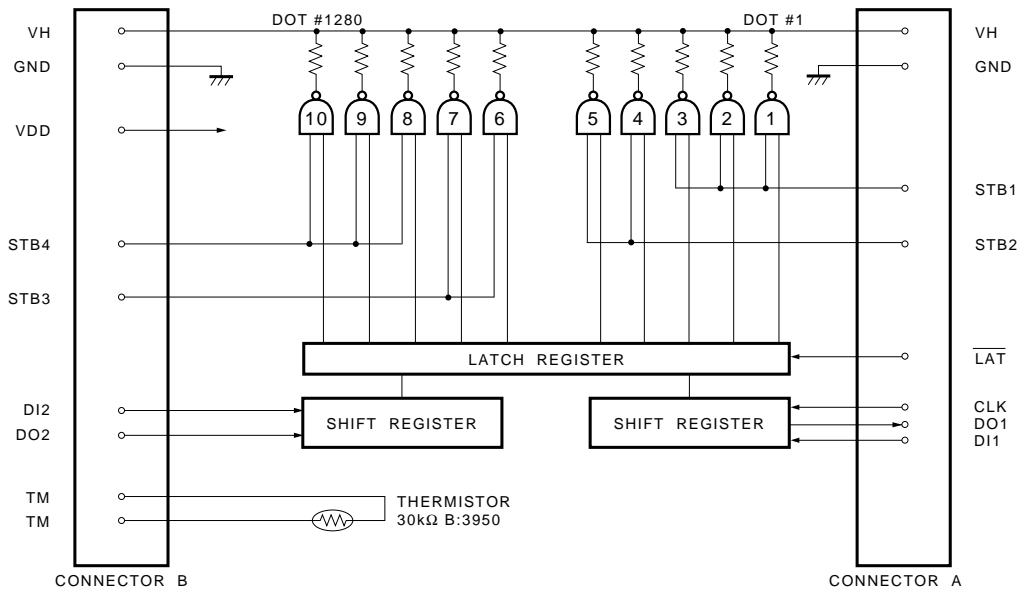 DOT #1280 DOT #1
VH VH
GND GND
10 9 8 7 6 5 4 3 2 1
VDD
STB1
STB4 STB2
STB3
LATCH REGISTER LAT
DI2 CLK
SHIFT REGISTER SHIFT REGISTER DO1
DO2 DI1
TM THERMISTOR
TM 30kΩ B:3950
CONNECTOR B CONNECTOR A